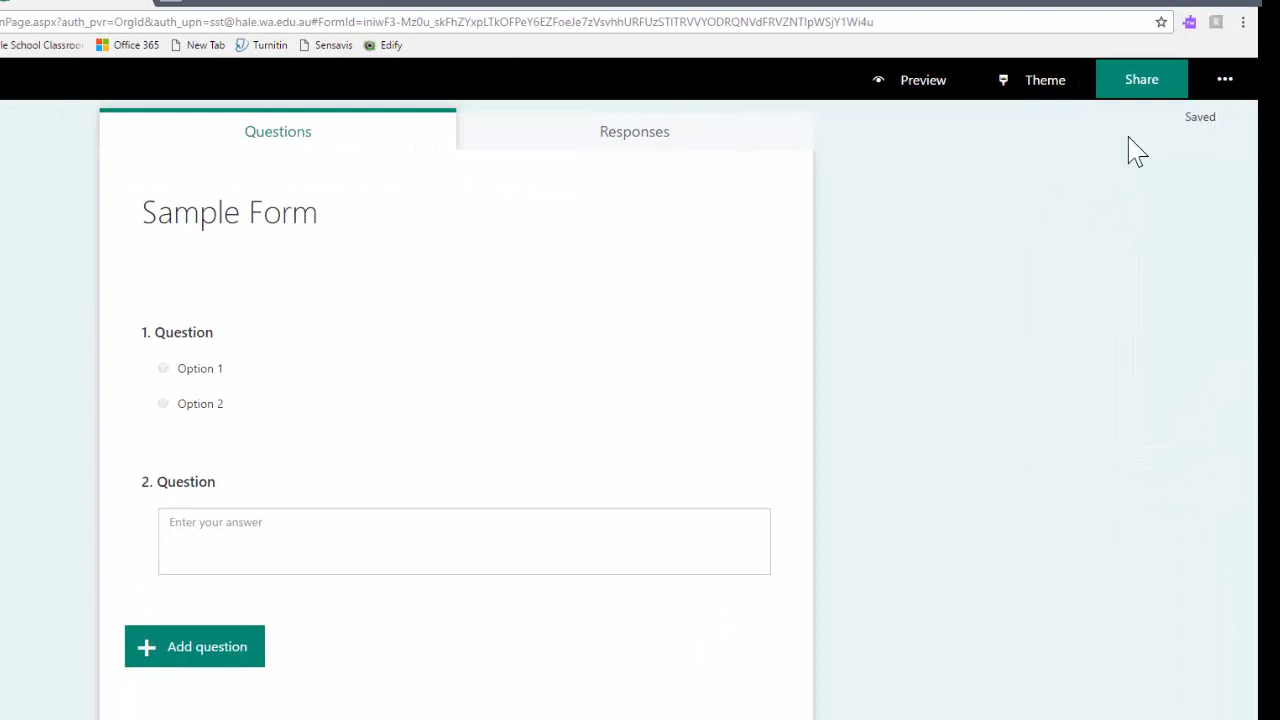 nPage.aspx?auth_pvr=OrgId&auth_upn=sst@hale.wa.edu.au#FormId=iniwF3-Mz0u_skFhZYxpLTkOFPeY6EZFoeJe7zVsvhhURFUzSTlTRVVYODRQNVdFRVZNTlpWSjY1Wi4u
le School Classroo
Office 365
New Tab
Turnitin
Sensavis
Edify
Preview
Theme
Share
Questions
Responses
Saved
Sample Form
1. Question
Option 1
Option 2
2. Question
Enter your answer
Add question